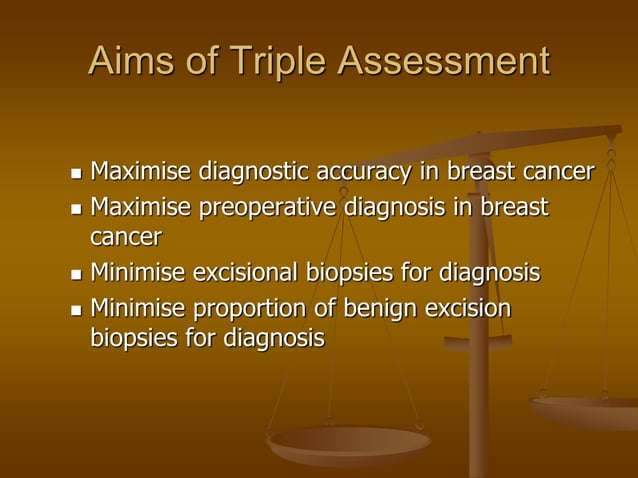 Aims of Triple Assessment
Maximise diagnostic accuracy in breast cancer
Maximise preoperative diagnosis in breast
cancer
Minimise excisional biopsies for diagnosis
Minimise proportion of benign excision
biopsies for diagnosis